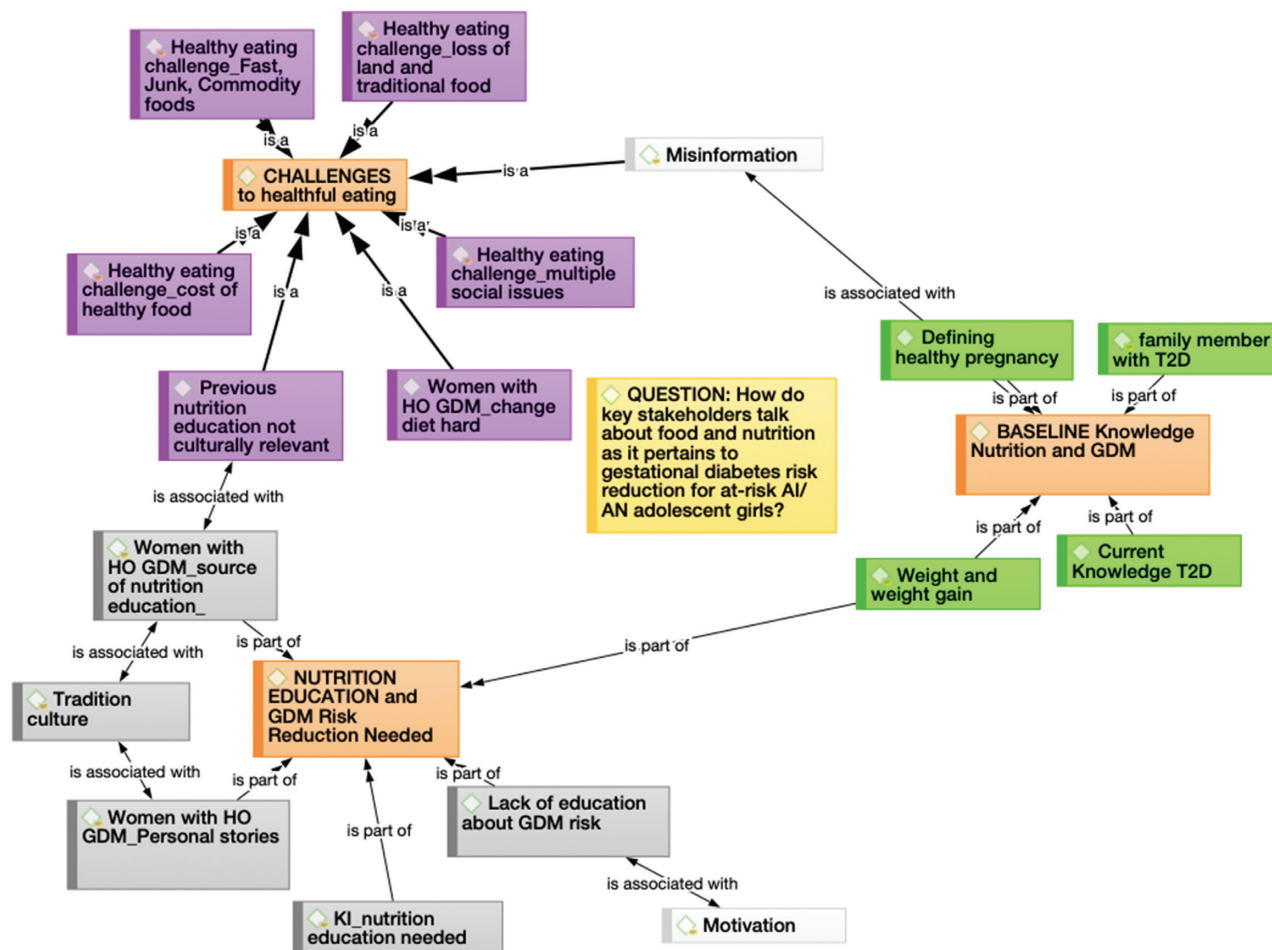 Healthy eating
challenge_Fast,
Junk, Commodity
foods
Healthy eating
challenge_loss of
land and
traditional food
is a
is a
Misinformation
is a
CHALLENGES
to healthful eating
is a
is a
Healthy eating
challenge_cost of
healthy food
Healthy eating
challenge_multiple
social issues
is a
is a
is associated with
Defining
healthy pregnancy
family member
with T2D
is part of
is part of
Previous
nutrition
education not
culturally relevant
Women with
HO GDM_change
diet hard
QUESTION: How do
key stakeholders talk
about food and nutrition
as it pertains to
gestational diabetes risk
reduction for at-risk AI/
AN adolescent girls?
BASELINE Knowledge
Nutrition and GDM
is associated with
is part of
is part of
Women with
HO GDM_source
of nutrition
education_
Weight and
weight gain
Current
Knowledge T2D
is part of
is part of
is associated with
NUTRITION
EDUCATION and
GDM Risk
Reduction Needed
Tradition
culture
is associated with
is part of
is part of
Women with HO
GDM_Personal stories
Lack of education
about GDM risk
is part of
is associated with
KI_nutrition
education needed
Motivation